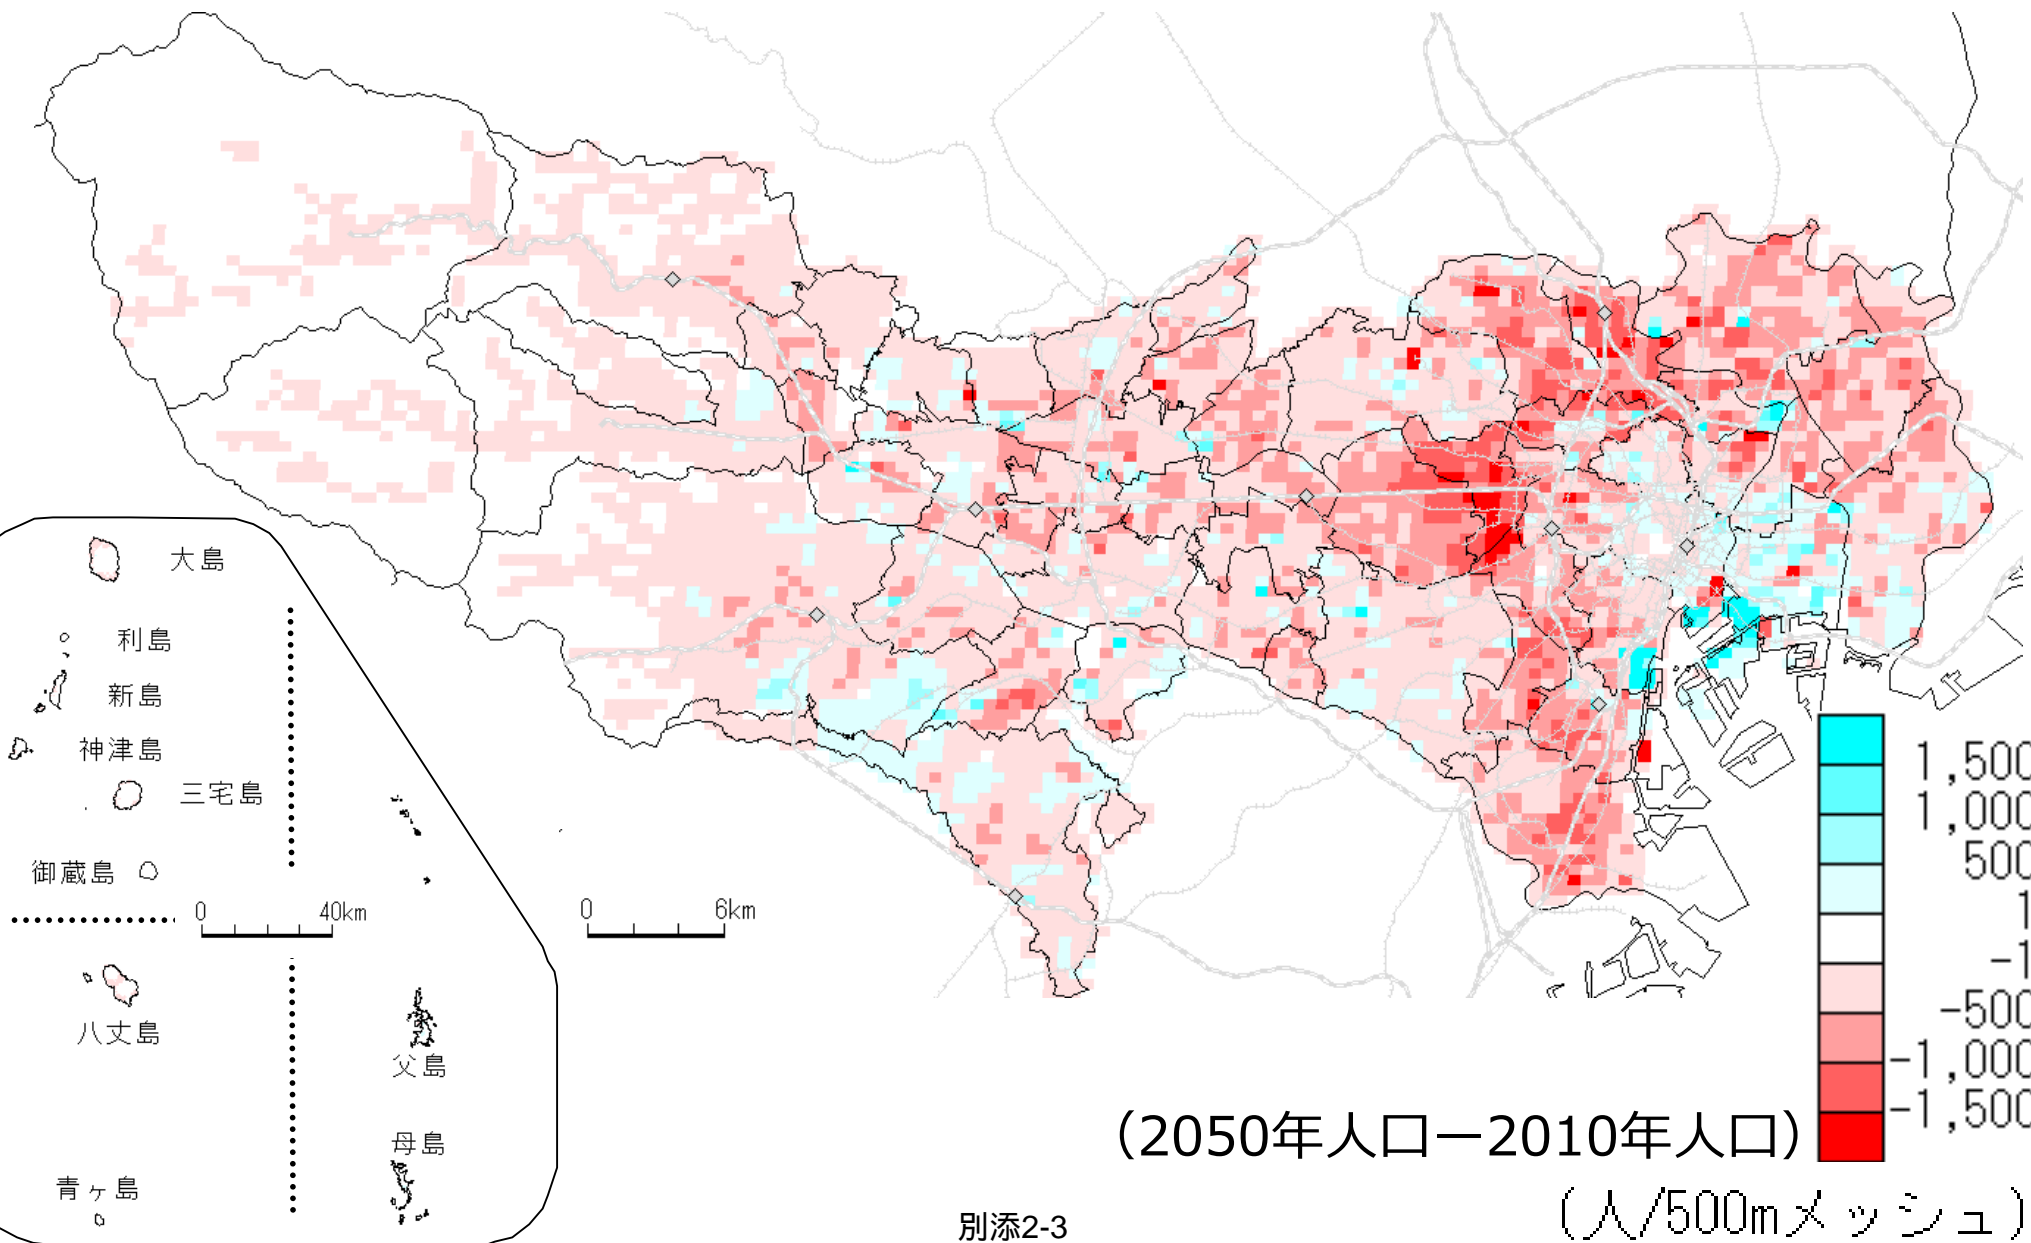 大島
利島
新島
神津島
三宅島
御蔵島
0 40km
0 6km
八丈島
父島
母島
青ヶ島
1,500
1,000
500
1
-1
-500
-1,000
-1,500
（2050年人口－2010年人口）
(人/500mメッシュ)
別添2-3